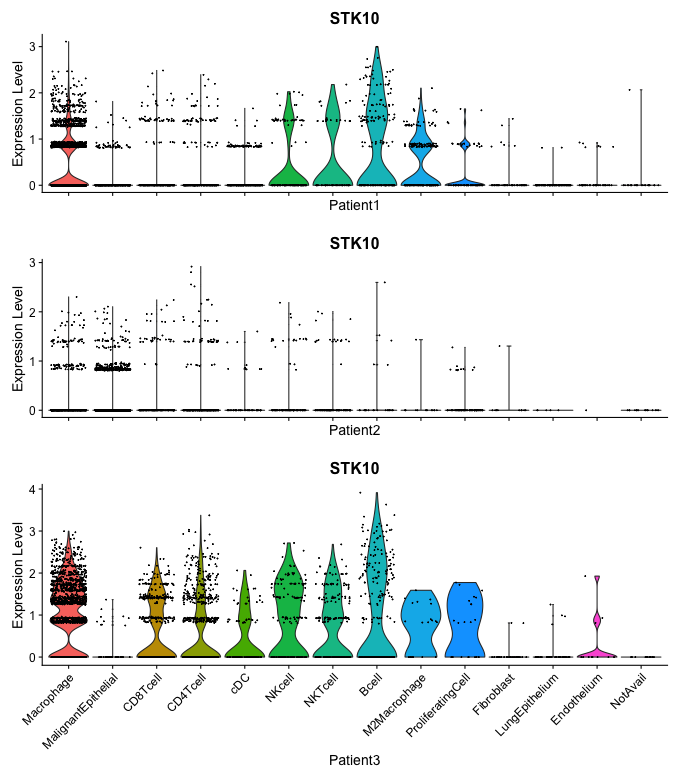 STK10
Expression Level
3
2
1
0
Patient1
STK10
Expression Level
3
2
1
0
Patient2
STK10
Expression Level
4
3
2
1
0
Macrophage
MalignantEpithelial
CD8Tcell
CD4Tcell
cDC
NKcell
NKTcell
Bcell
M2Macrophage
ProliferatingCell
Fibroblast
LungEpithelium
Endothelium
NotAvail
Patient3